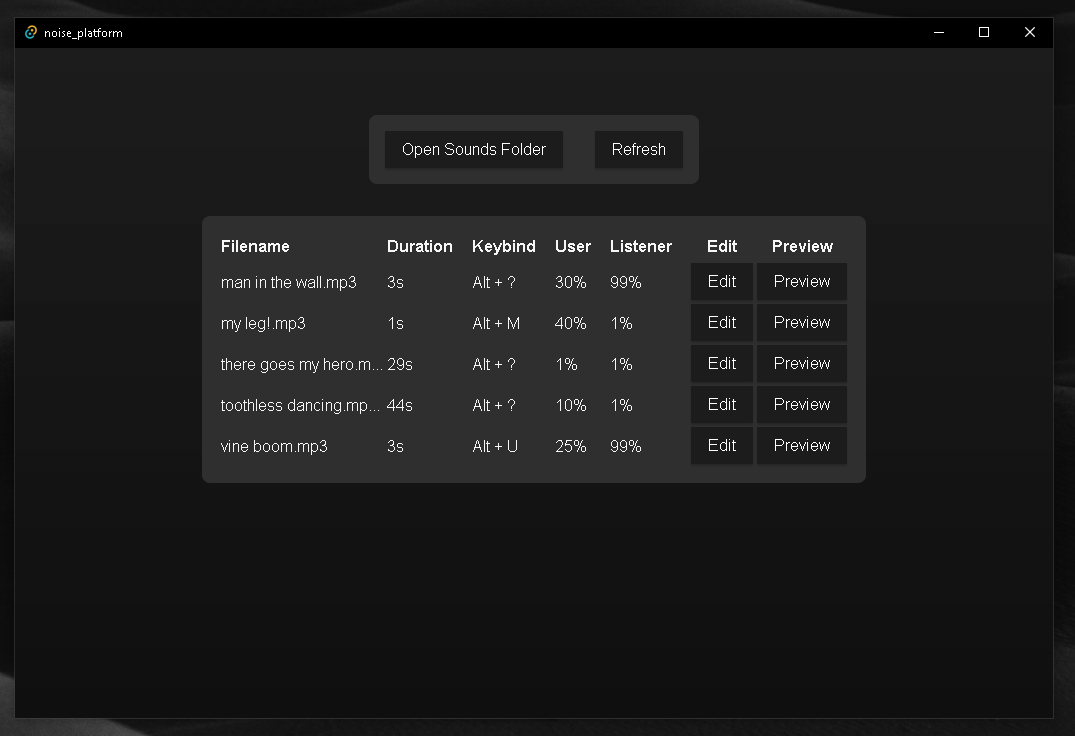 noise_platform
Open Sounds Folder Refresh
Filename Duration Keybind User Listener Edit Preview
man in the wall.mp3 3s Alt + ? 30% 99% Edit Preview
my leg!.mp3 1s Alt + M 40% 1% Edit Preview
there goes my hero.m... 29s Alt + ? 1% 1% Edit Preview
toothless dancing.mp... 44s Alt + ? 10% 1% Edit Preview
vine boom.mp3 3s Alt + U 25% 99% Edit Preview